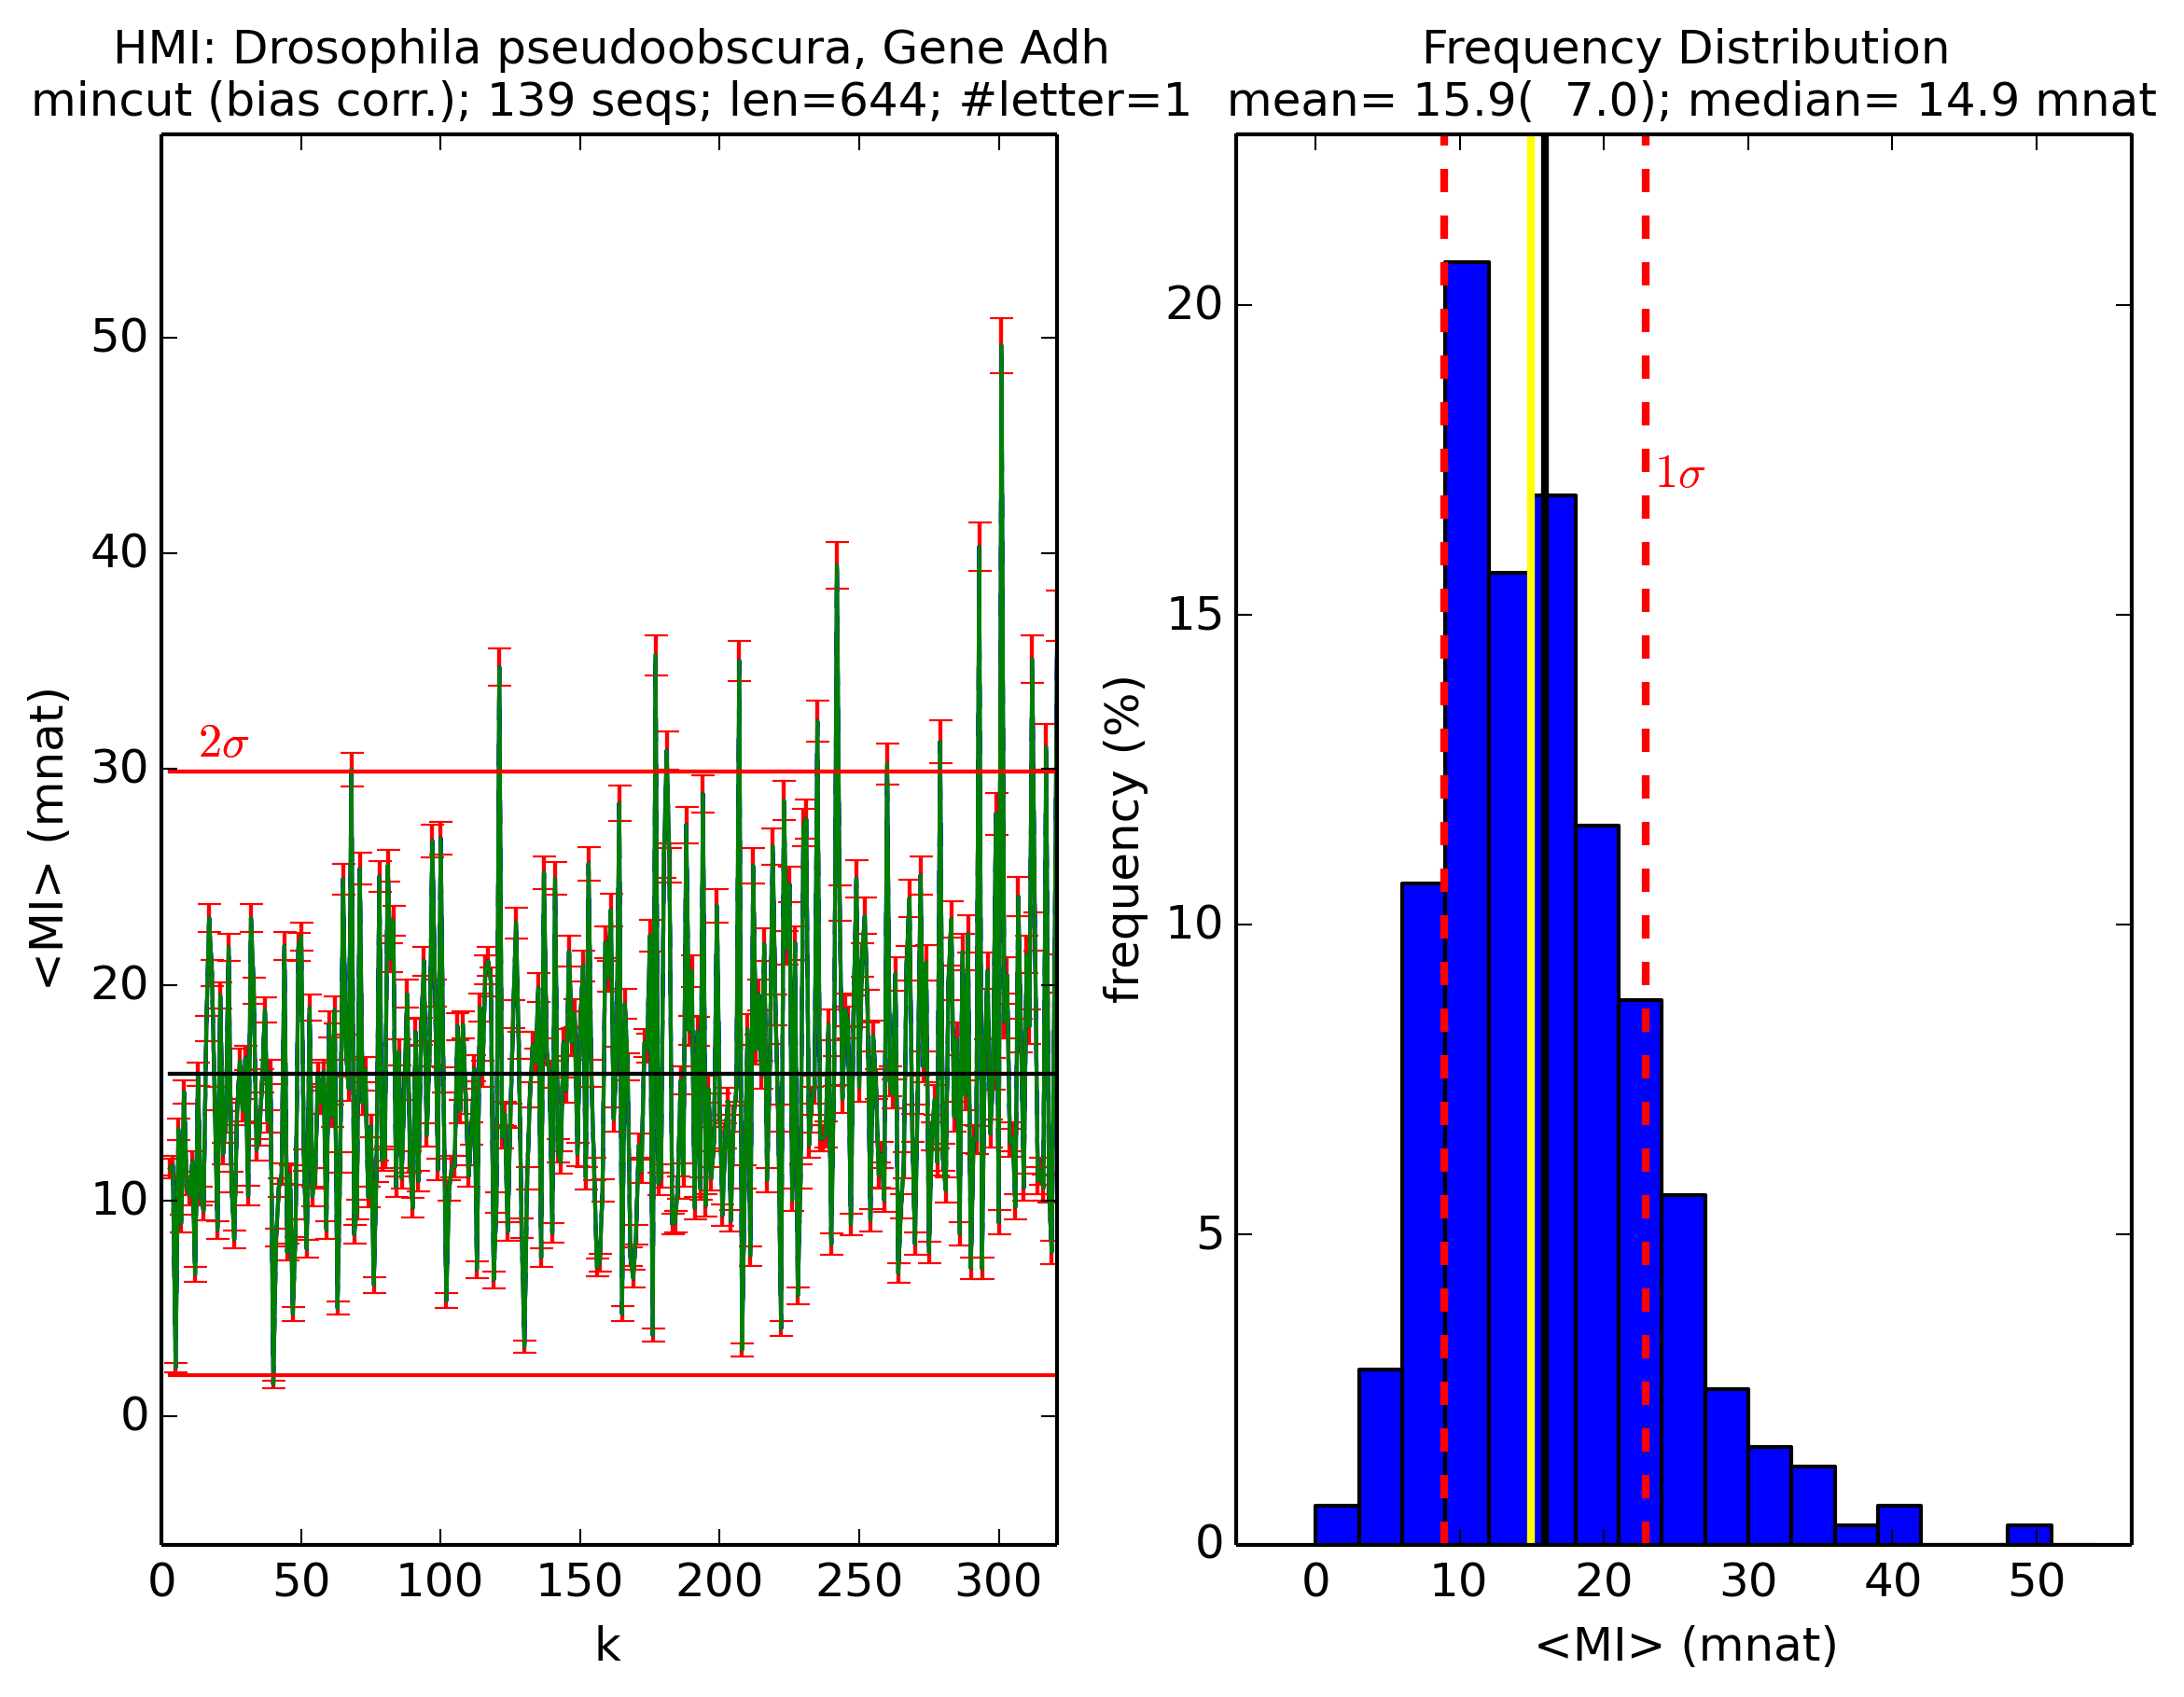 HMI: Drosophila pseudoobscura, Gene Adh
mincut (bias corr.); 139 seqs; len=644; #letter=1
<MI> (mnat)
50
40
30
20
10
0
2σ
0 50 100 150 200 250 300
k
Frequency Distribution
mean= 15.9( 7.0); median= 14.9 mnat
frequency (%)
20
15
10
5
0
1σ
0 10 20 30 40 50
<MI> (mnat)